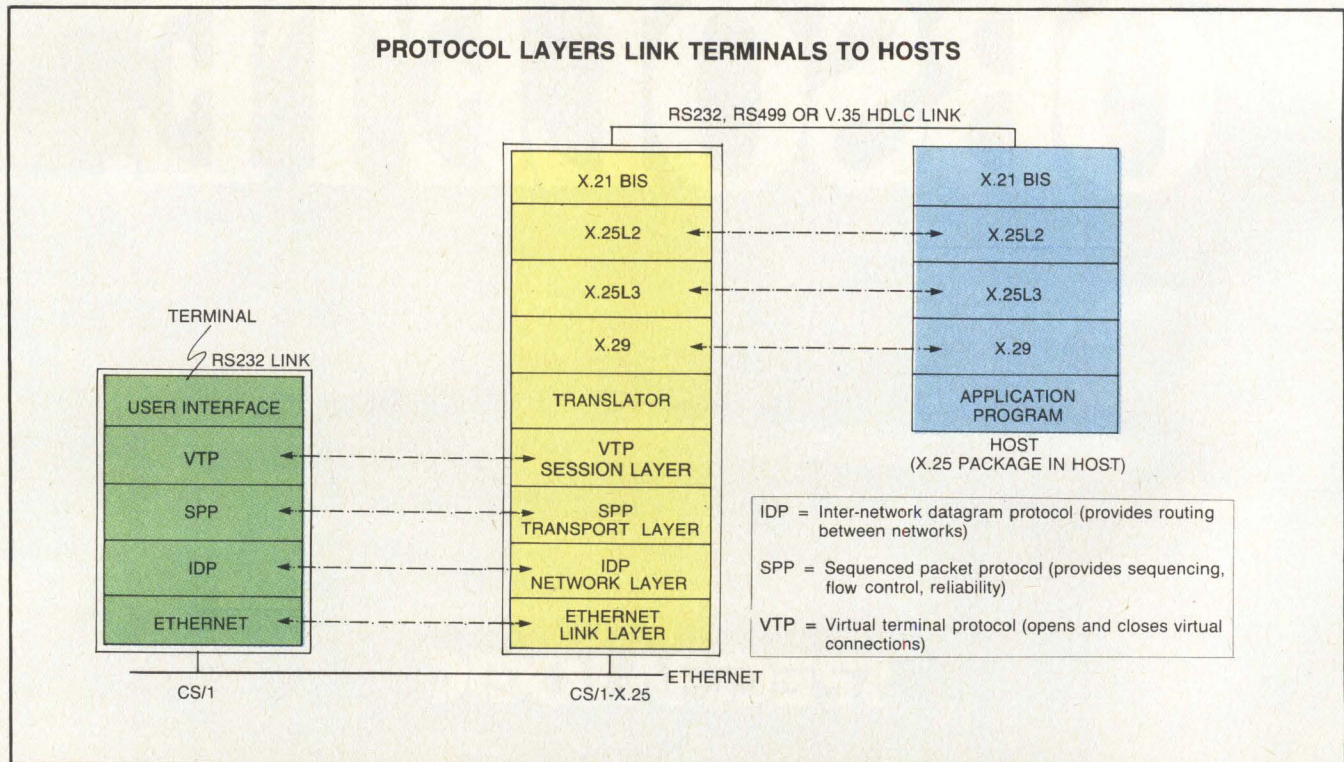 PROTOCOL LAYERS LINK TERMINALS TO HOSTS
RS232, RS499 OR V.35 HDLC LINK
TERMINAL
RS232 LINK
USER INTERFACE
VTP
SPP
IDP
ETHERNET
CS/1
X.21 BIS
X.25L2
X.25L3
X.29
TRANSLATOR
VTP
SESSION LAYER
SPP
TRANSPORT LAYER
IDP
NETWORK LAYER
ETHERNET
LINK LAYER
CS/1-X.25
ETHERNET
X.21 BIS
X.25L2
X.25L3
X.29
APPLICATION
PROGRAM
HOST
(X.25 PACKAGE IN HOST)
IDP = Inter-network datagram protocol (provides routing
between networks)
SPP = Sequenced packet protocol (provides sequencing,
flow control, reliability)
VTP = Virtual terminal protocol (opens and closes virtual
connections)